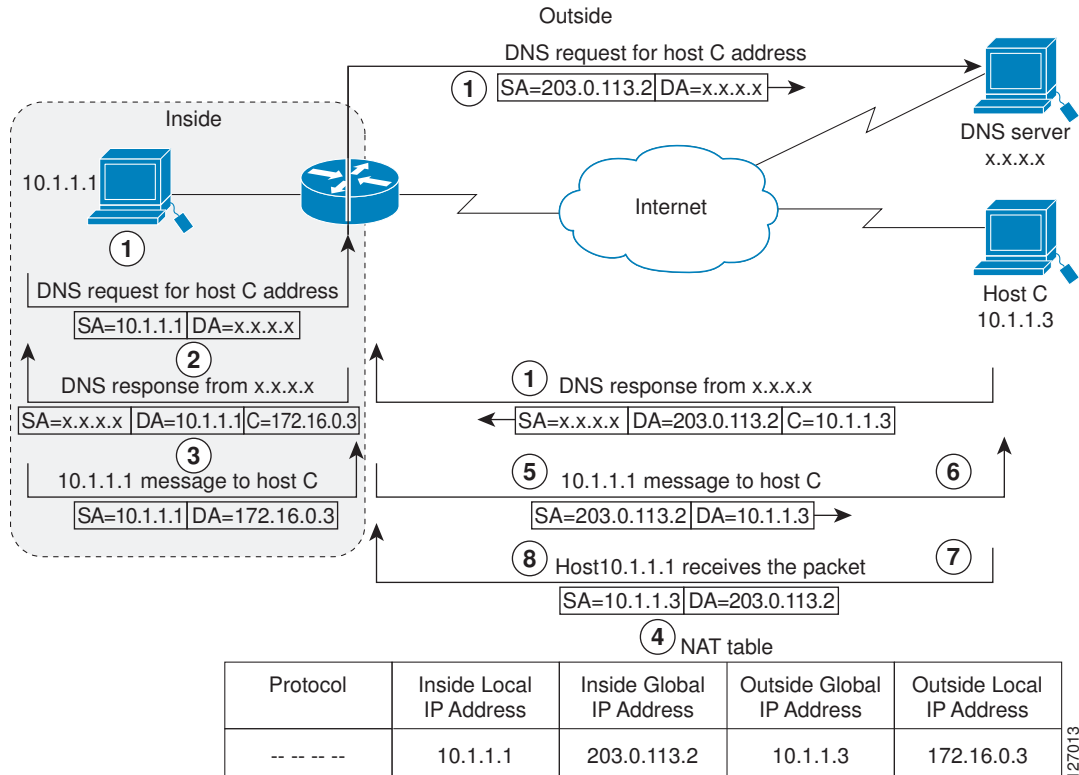 Outside
DNS request for host C address
1 SA=203.0.113.2 DA=x.x.x.x
Inside
DNS server
x.x.x.x
10.1.1.1
Internet
1
DNS request for host C address
Host C
10.1.1.3
SA=10.1.1.1 DA=x.x.x.x
2
DNS response from x.x.x.x
1 DNS response from x.x.x.x
SA=x.x.x.x DA=10.1.1.1 C=172.16.0.3
SA=x.x.x.x DA=203.0.113.2 C=10.1.1.3
3
10.1.1.1 message to host C
5 10.1.1.1 message to host C 6
SA=10.1.1.1 DA=172.16.0.3
SA=203.0.113.2 DA=10.1.1.3
8 Host10.1.1.1 receives the packet 7
SA=10.1.1.3 DA=203.0.113.2
4 NAT table
Protocol Inside Local IP Address Inside Global IP Address Outside Global IP Address Outside Local IP Address
-- -- -- -- 10.1.1.1 203.0.113.2 10.1.1.3 172.16.0.3
127013